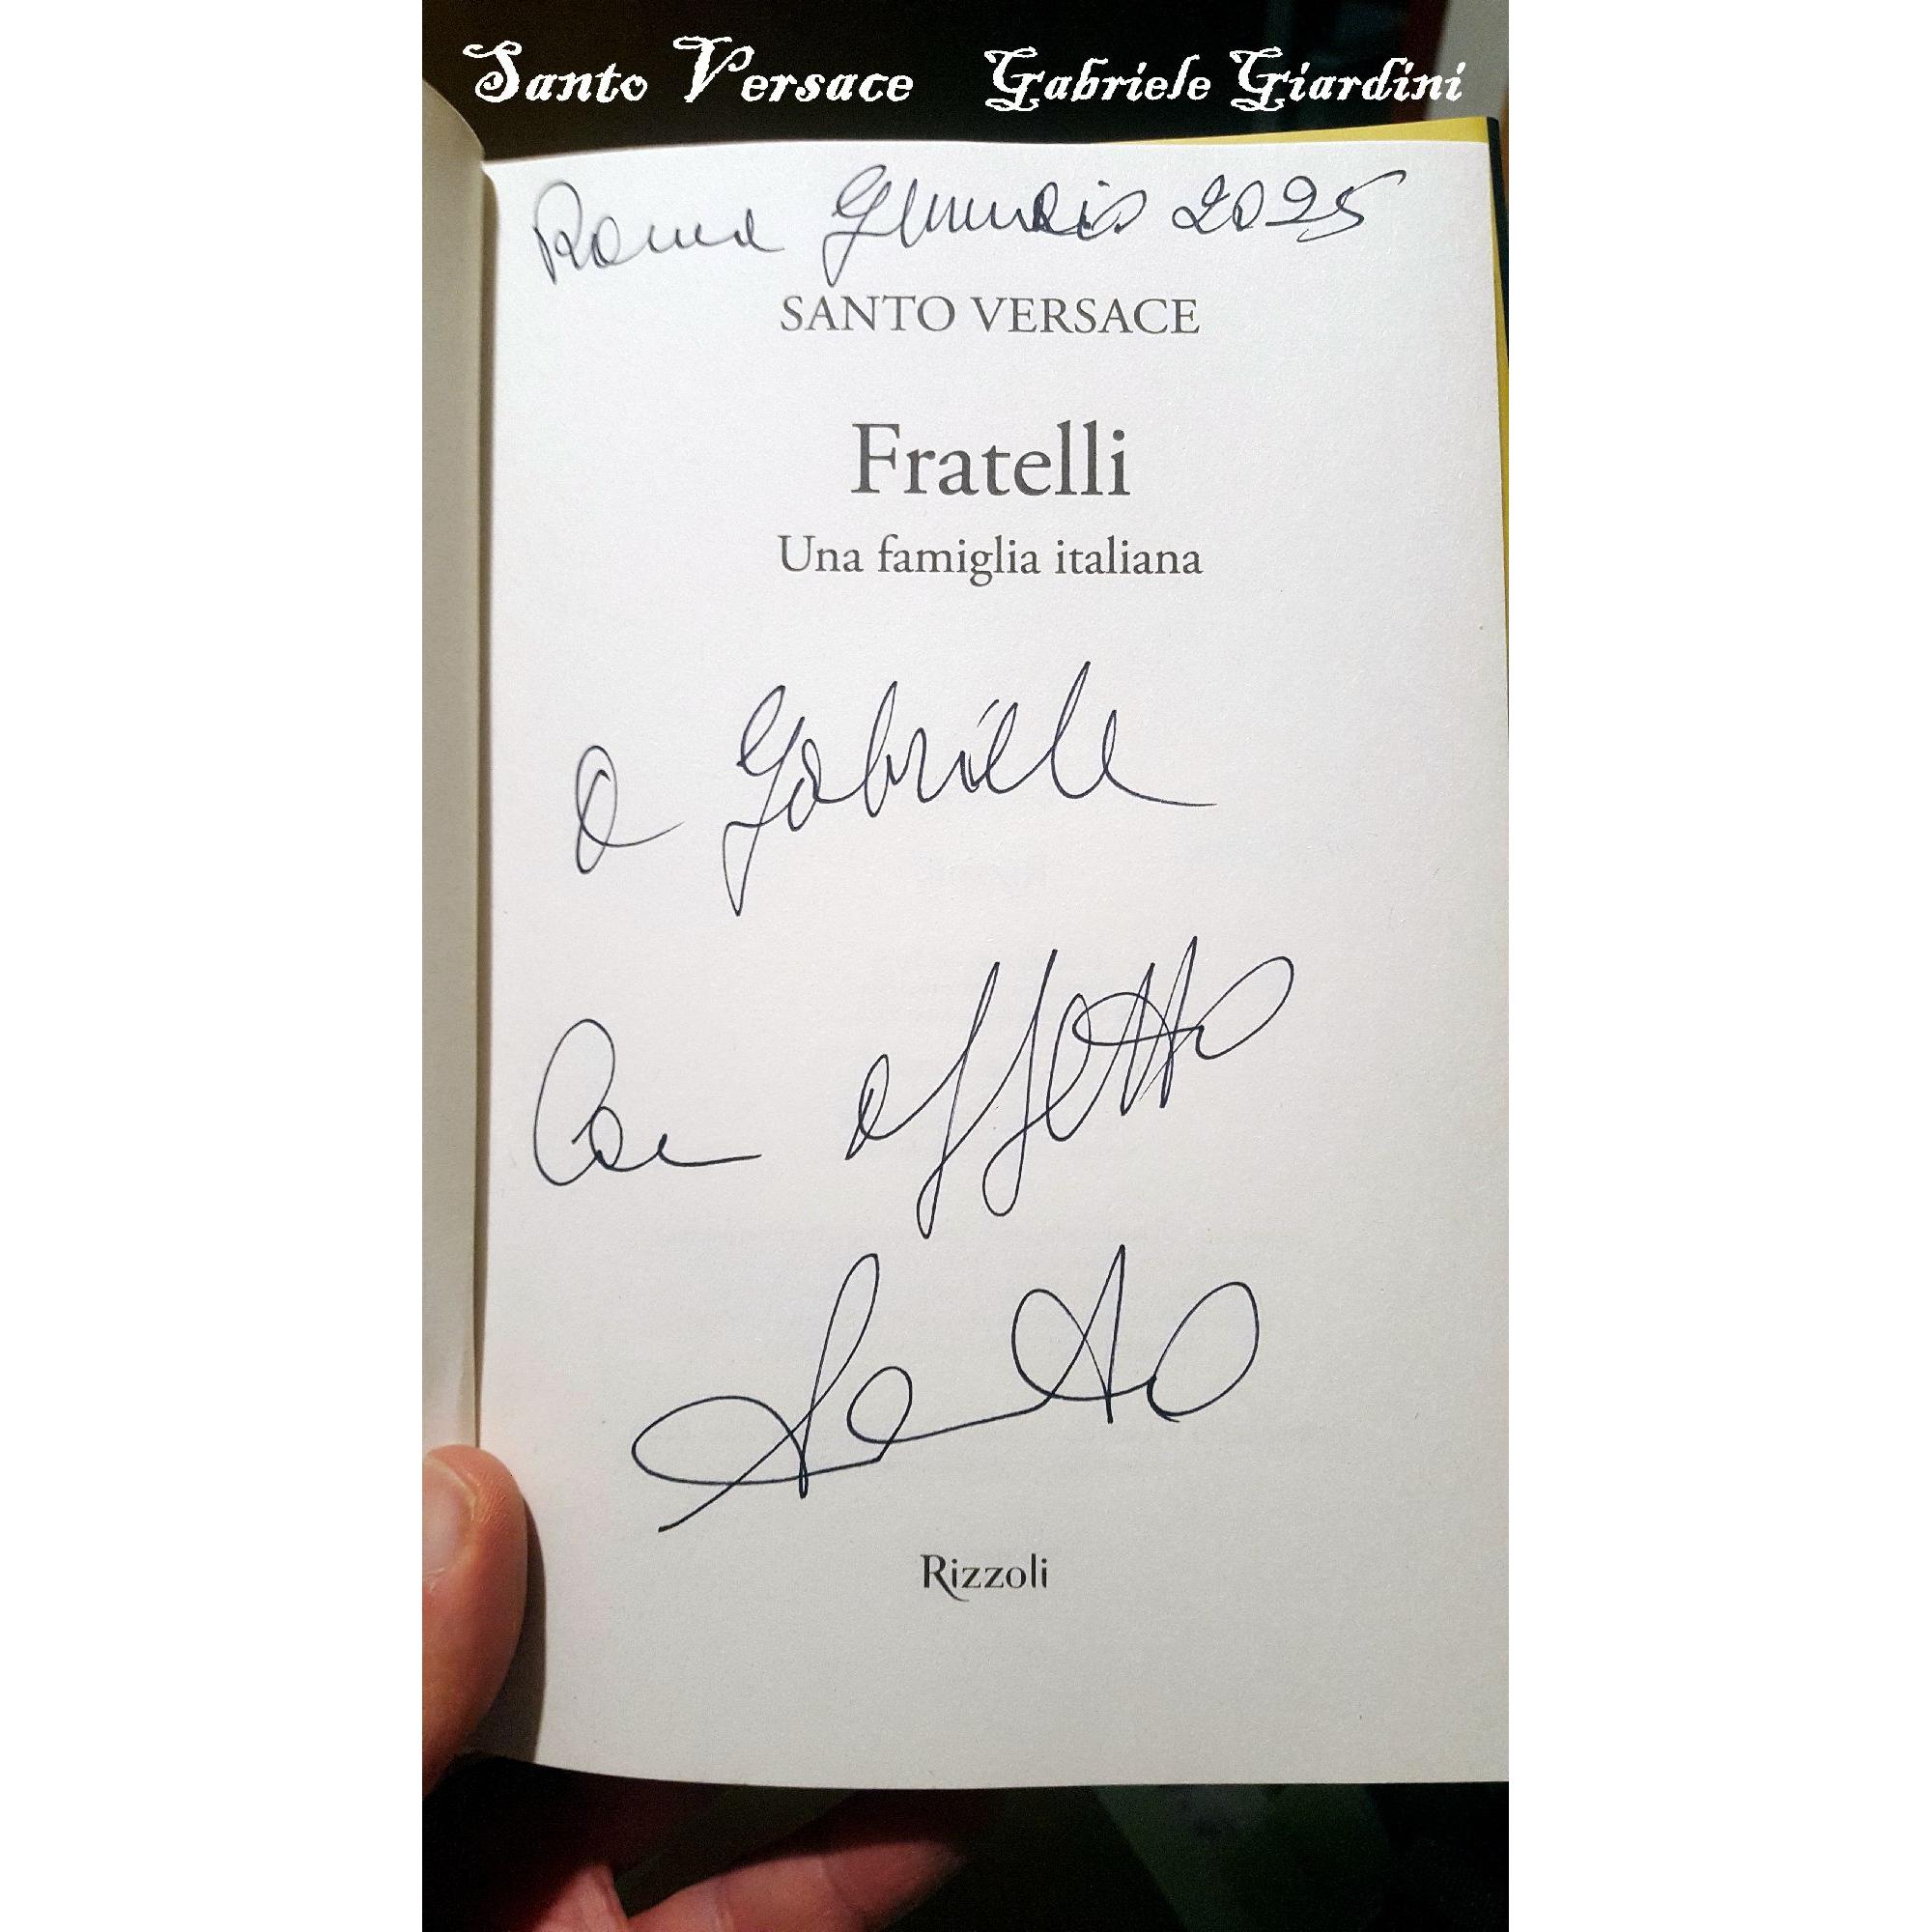 Santo Versace Gabriele Giardini
Roma Gennaio 2025
SANTO VERSACE
Fratelli
Una famiglia italiana
a Gabriele
Con affetto
Santo
Rizzoli